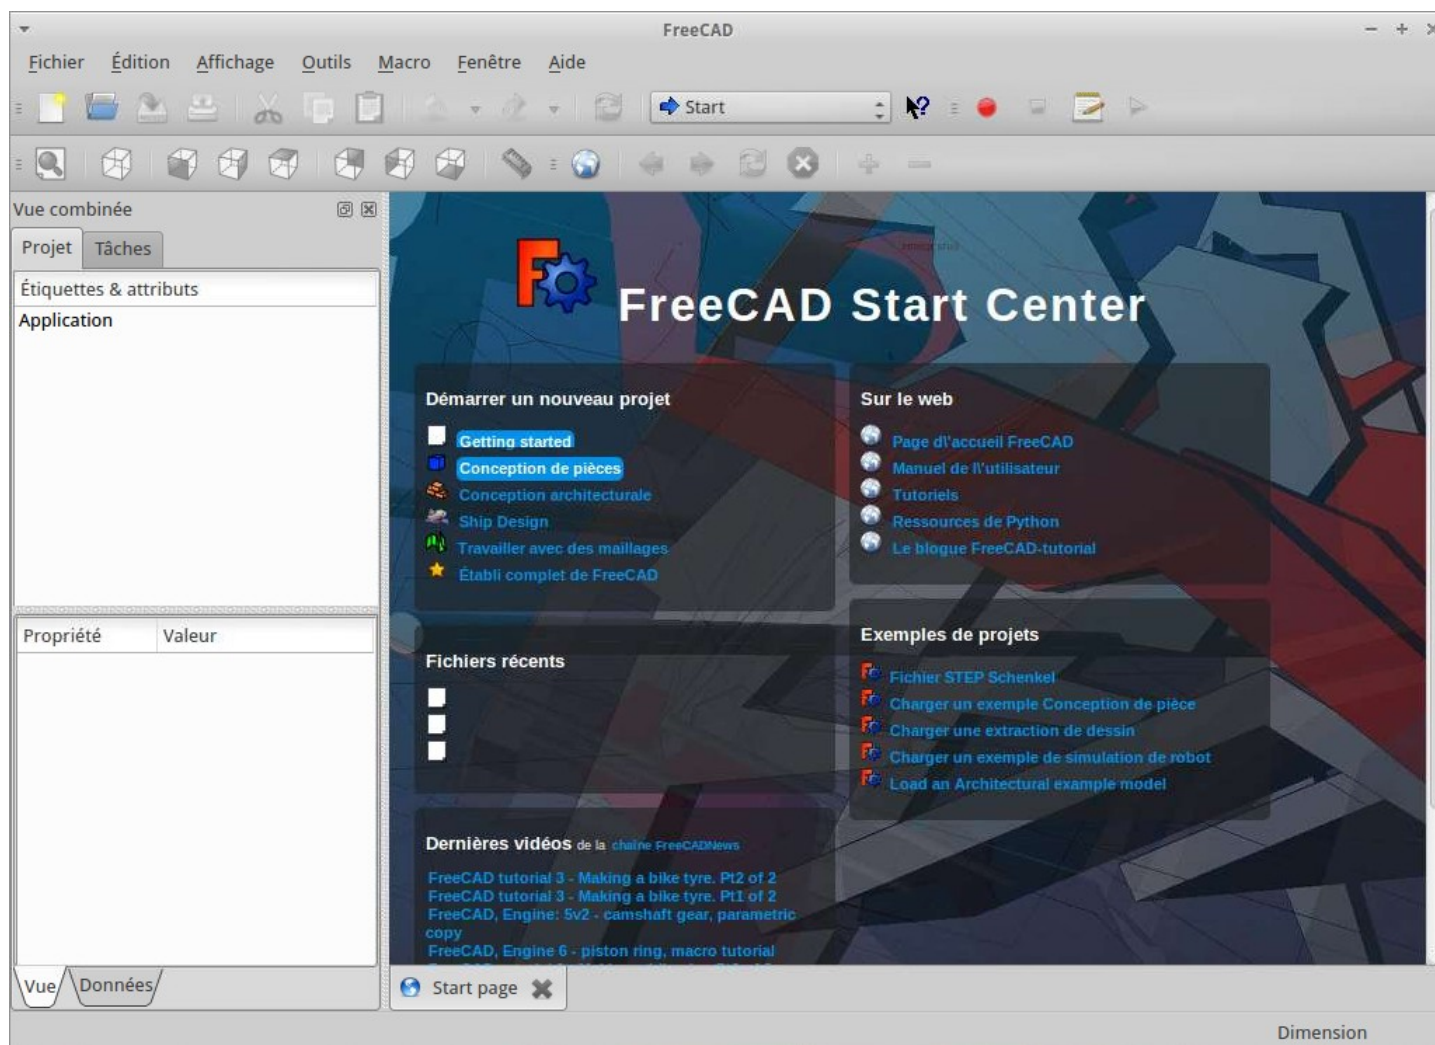 FreeCAD
Fichier Édition Affichage Outils Macro Fenêtre Aide
Start
Vue combinée
Projet Tâches
Étiquettes & attributs
Application
Propriété Valeur
Vue Données
FreeCAD Start Center
Démarrer un nouveau projet
Getting started
Conception de pièces
Conception architecturale
Ship Design
Travailler avec des maillages
Établi complet de FreeCAD
Fichiers récents
Dernières vidéos de la chaîne FreeCADNews
FreeCAD tutorial 3 - Making a bike tyre. Pt2 of 2
FreeCAD tutorial 3 - Making a bike tyre. Pt1 of 2
FreeCAD, Engine: 5v2 - camshaft gear, parametric
copy
FreeCAD, Engine 6 - piston ring, macro tutorial
Sur le web
Page d\'accueil FreeCAD
Manuel de l\'utilisateur
Tutoriels
Ressources de Python
Le blogue FreeCAD-tutorial
Exemples de projets
Fichier STEP Schenkel
Charger un exemple Conception de pièce
Charger une extraction de dessin
Charger un exemple de simulation de robot
Load an Architectural example model
Start page
Dimension